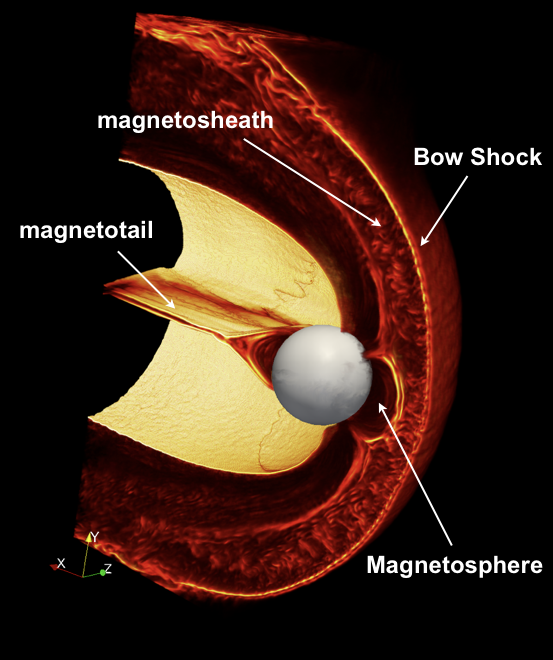 magnetosheath
Bow Shock
magnetotail
Magnetosphere
Y
X
Z